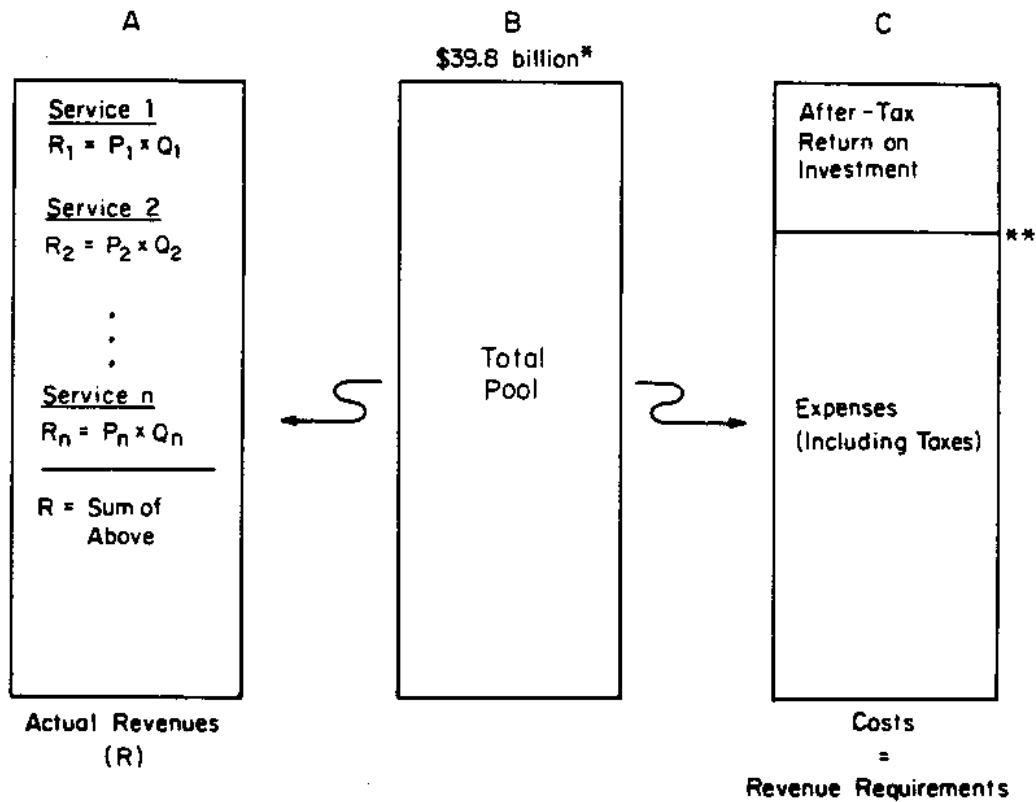 A
Service 1
R₁ = P₁ x Q₁
Service 2
R₂ = P₂ x Q₂
.
.
.
Service n
Rₙ = Pₙ x Qₙ
R = Sum of
Above
Actual Revenues
(R)
B
$39.8 billion*
Total
Pool
C
After-Tax
Return on
Investment
**
Expenses
(Including Taxes)
Costs
=
Revenue Requirements